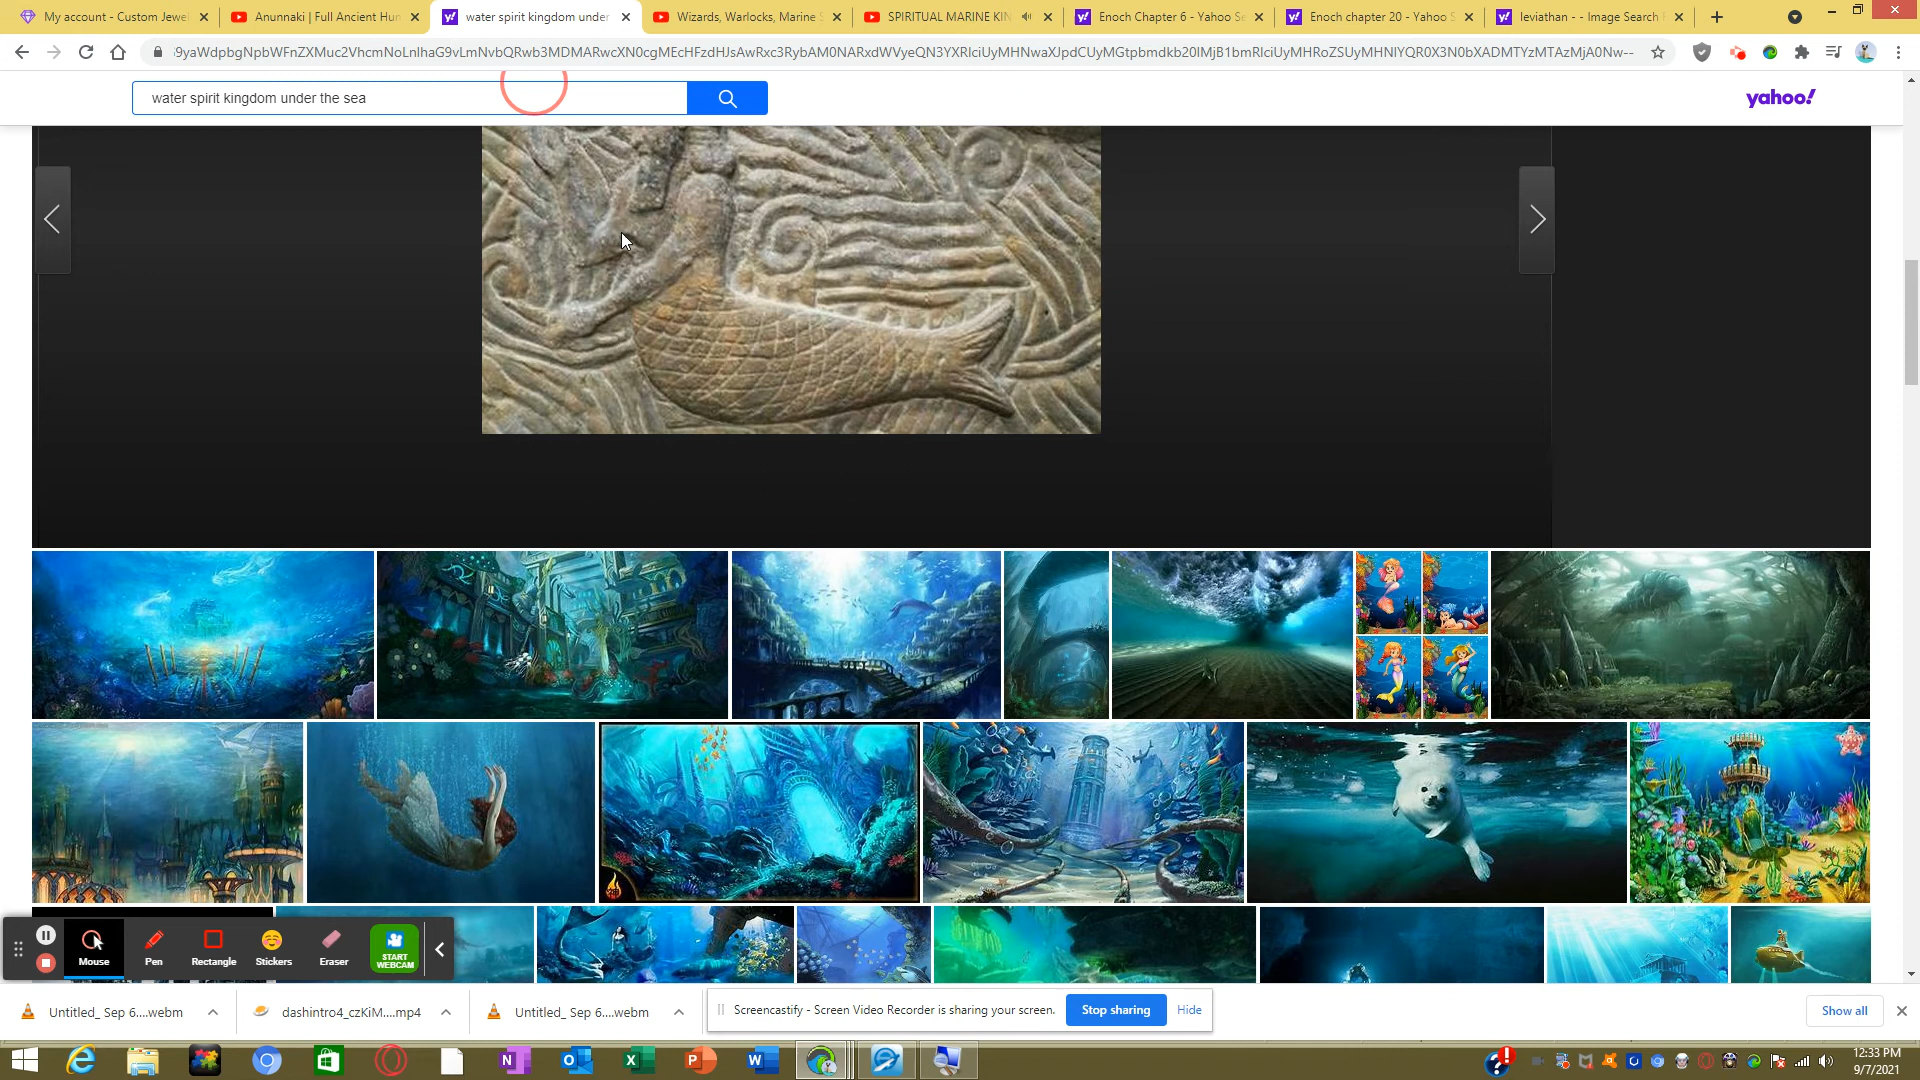 My account - Custom Jewel
Anunnaki | Full Ancient Hun
water spirit kingdom under
Wizards, Warlocks, Marine S
SPIRITUAL MARINE KIN
Enoch Chapter 6 - Yahoo Se
Enoch chapter 20 - Yahoo S
leviathan - - Image Search
water spirit kingdom under the sea
yahoo!
Mouse
Pen
Rectangle
Stickers
Eraser
START WEBCAM
Untitled_ Sep 6....webm
dashintro4_czKiM....mp4
Untitled_ Sep 6....webm
Screencastify - Screen Video Recorder is sharing your screen.
Stop sharing
Hide
Show all
12:33 PM
9/7/2021